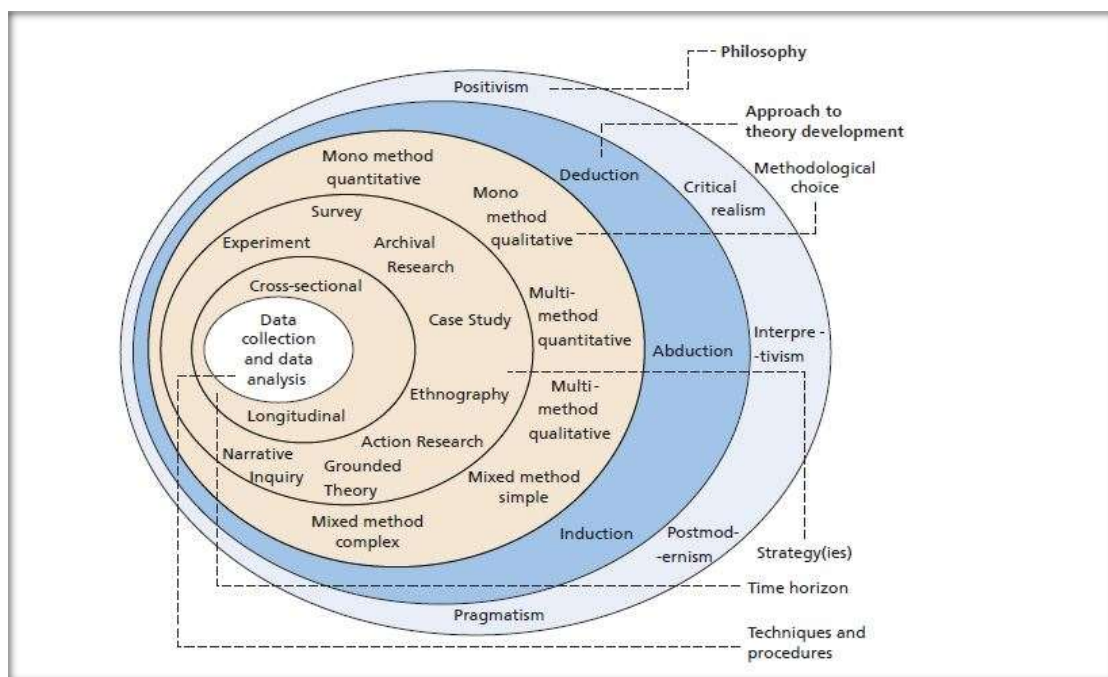 Philosophy
Positivism
Approach to
theory development
Mono method
quantitative
Deduction
Methodological
choice
Mono
method
qualitative
Critical
realism
Survey
Experiment
Archival
Research
Cross-sectional
Multi-
method
quantitative
Data
collection
and data
analysis
Case Study
Interpre -
-tivism
Abduction
Ethnography
Multi-
method
qualitative
Longitudinal
Action Research
Narrative
Inquiry
Grounded
Theory
Mixed method
simple
Mixed method
complex
Induction
Postmod-
-ernism
Strategy(ies)
Time horizon
Pragmatism
Techniques and
procedures